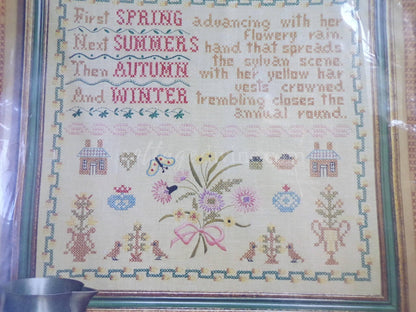 First SPRING advancing with her
flowery rain.
Next SUMMERS hand that spreads
the sylvan scene.
Then AUTUMN with her yellow har
vests crowned
And WINTER trembling closes the
annual round.